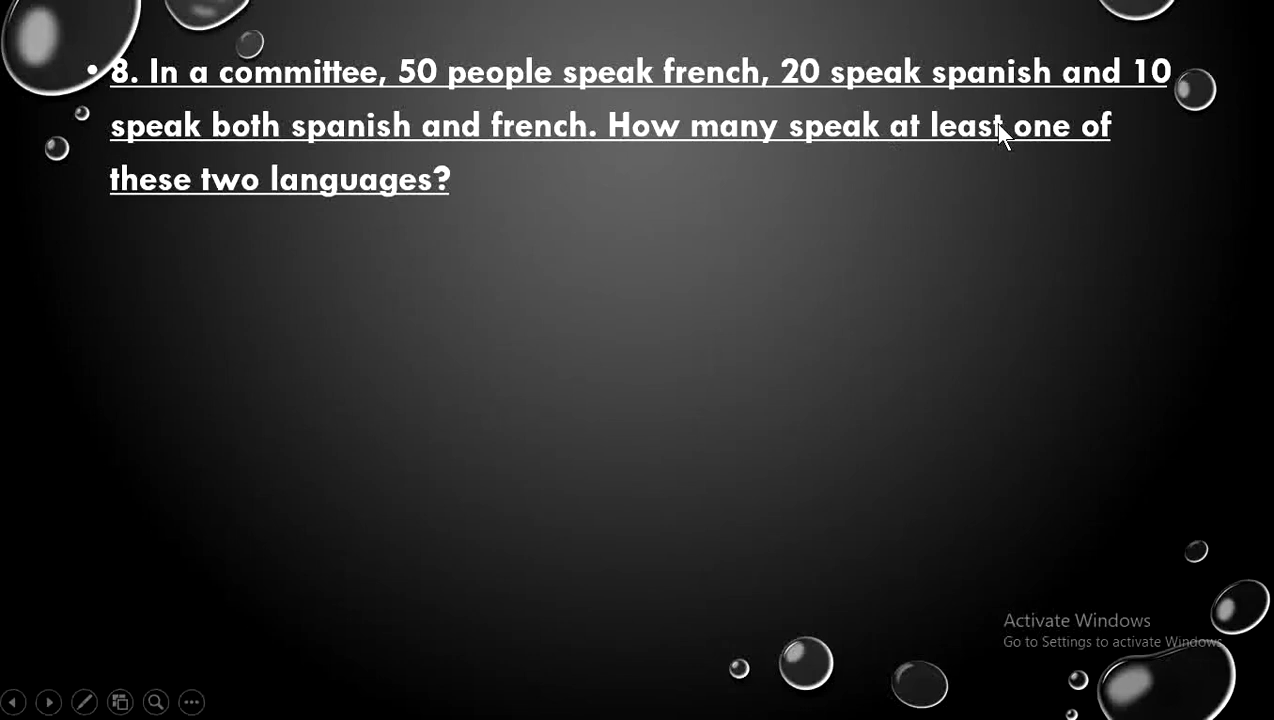 • 8. In a committee, 50 people speak french, 20 speak spanish and 10
speak both spanish and french. How many speak at least one of
these two languages?
Activate Windows
Go to Settings to activate Windows.